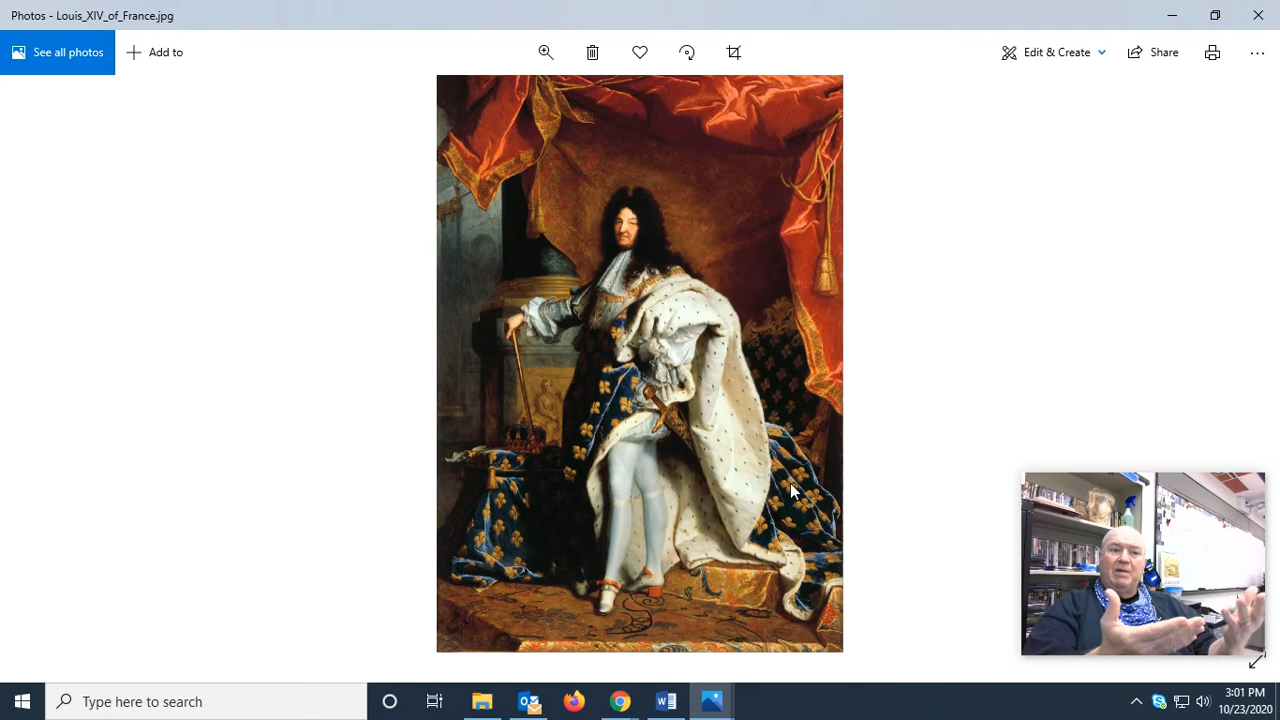 Photos - Louis_XIV_of_France.jpg
See all photos
Add to
Edit & Create
Share
Type here to search
3:01 PM
10/23/2020